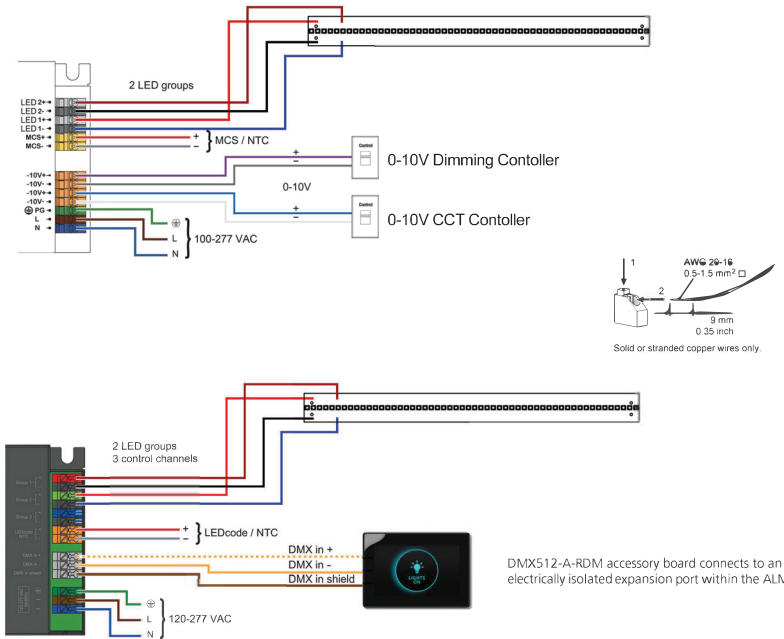 2 LED groups
LED 2+
LED 2-
LED 1+
LED 1-
MCS+
MCS-
+
-
MCS / NTC
-10V+
-10V-
-10V+
-10V-
PG
L
N
+
-
0-10V
+
-
Control
0-10V Dimming Contoller
Control
0-10V CCT Contoller
L
N
100-277 VAC
1
2
AWG 20-16
0.5-1.5 mm² □
9 mm
0.35 inch
Solid or stranded copper wires only.
2 LED groups
3 control channels
Group 1
Group 2
Group 3
LEDcode
NTC
DMX in +
DMX in -
DMX in shield
+
-
LEDcode / NTC
DMX in +
DMX in -
DMX in shield
LIGHTS
ON
DMX512-A-RDM accessory board connects to an
electrically isolated expansion port within the ALM
L
N
120-277 VAC